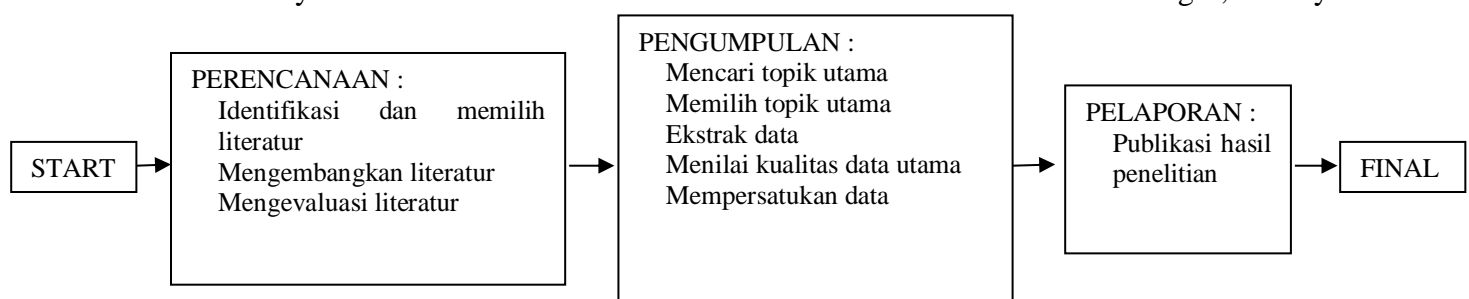 START
PERENCANAAN :
Identifikasi dan memilih
literatur
Mengembangkan literatur
Mengevaluasi literatur
PENGUMPULAN :
Mencari topik utama
Memilih topik utama
Ekstrak data
Menilai kualitas data utama
Mempersatukan data
PELAPORAN :
Publikasi hasil
penelitian
FINAL